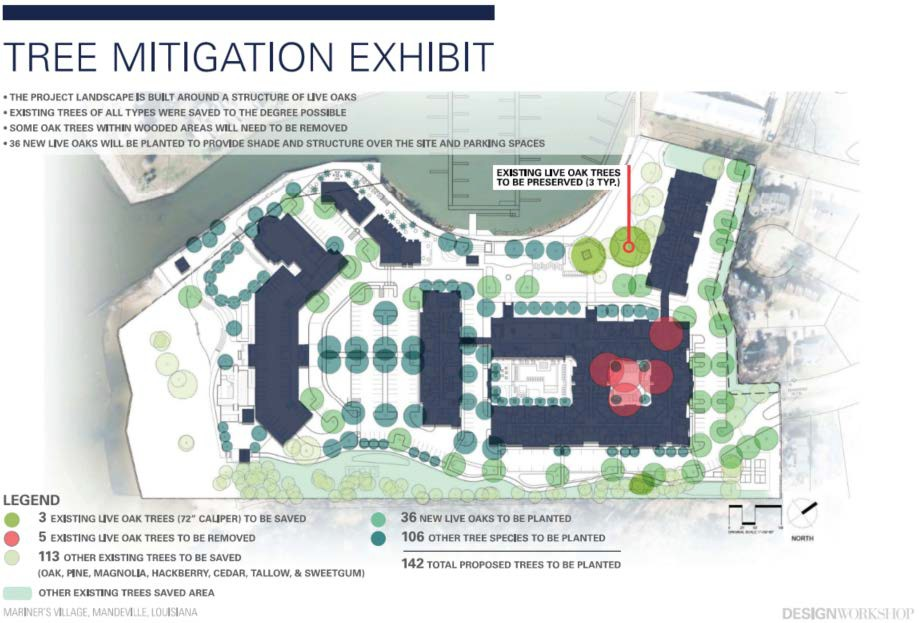 TREE MITIGATION EXHIBIT
• THE PROJECT LANDSCAPE IS BUILT AROUND A STRUCTURE OF LIVE OAKS
• EXISTING TREES OF ALL TYPES WERE SAVED TO THE DEGREE POSSIBLE
• SOME OAK TREES WITHIN WOODED AREAS WILL NEED TO BE REMOVED
• 36 NEW LIVE OAKS WILL BE PLANTED TO PROVIDE SHADE AND STRUCTURE OVER THE SITE AND PARKING SPACES
EXISTING LIVE OAK TREES
TO BE PRESERVED (3 TYP.)
LEGEND
3 EXISTING LIVE OAK TREES (72" CALIPER) TO BE SAVED
5 EXISTING LIVE OAK TREES TO BE REMOVED
113 OTHER EXISTING TREES TO BE SAVED
(OAK, PINE, MAGNOLIA, HACKBERRY, CEDAR, TALLOW, & SWEETGUM)
OTHER EXISTING TREES SAVED AREA
36 NEW LIVE OAKS TO BE PLANTED
106 OTHER TREE SPECIES TO BE PLANTED
142 TOTAL PROPOSED TREES TO BE PLANTED
NORTH
MARINER'S VILLAGE, MANDEVILLE, LOUISIANA
DESIGNWORKSHOP